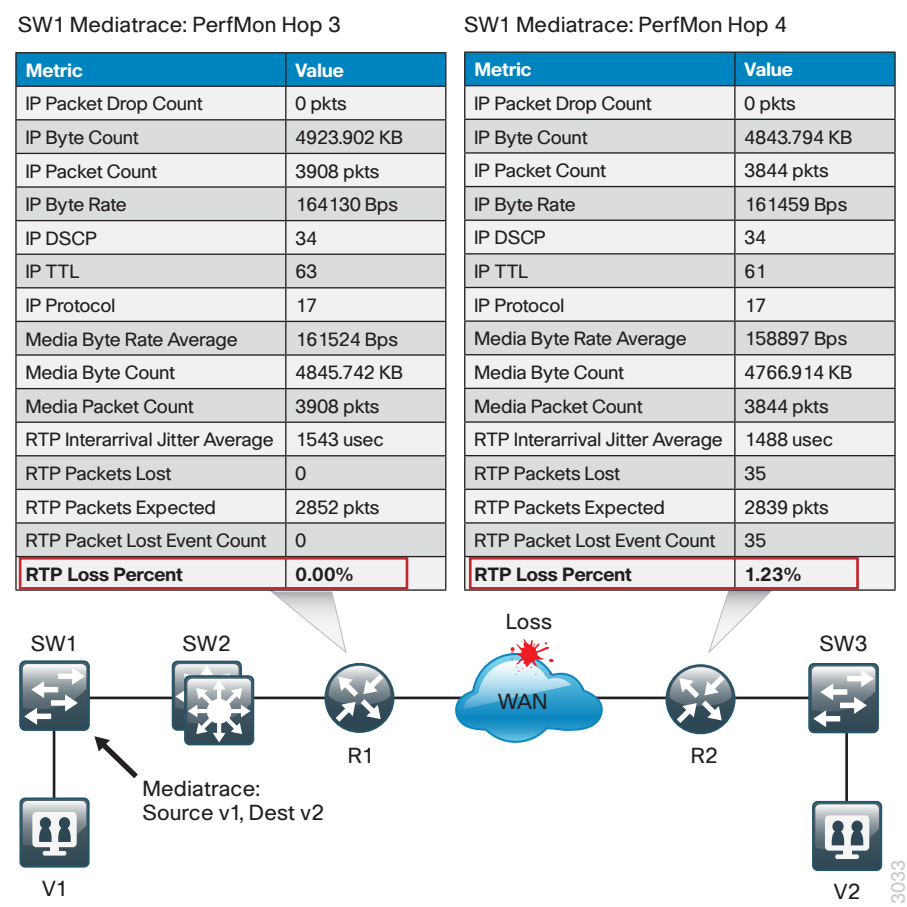 SW1 Mediatrace: PerfMon Hop 3
Metric Value
IP Packet Drop Count 0 pkts
IP Byte Count 4923.902 KB
IP Packet Count 3908 pkts
IP Byte Rate 164130 Bps
IP DSCP 34
IP TTL 63
IP Protocol 17
Media Byte Rate Average 161524 Bps
Media Byte Count 4845.742 KB
Media Packet Count 3908 pkts
RTP Interarrival Jitter Average 1543 usec
RTP Packets Lost 0
RTP Packets Expected 2852 pkts
RTP Packet Lost Event Count 0
RTP Loss Percent 0.00%
SW1 Mediatrace: PerfMon Hop 4
Metric Value
IP Packet Drop Count 0 pkts
IP Byte Count 4843.794 KB
IP Packet Count 3844 pkts
IP Byte Rate 161459 Bps
IP DSCP 34
IP TTL 61
IP Protocol 17
Media Byte Rate Average 158897 Bps
Media Byte Count 4766.914 KB
Media Packet Count 3844 pkts
RTP Interarrival Jitter Average 1488 usec
RTP Packets Lost 35
RTP Packets Expected 2839 pkts
RTP Packet Lost Event Count 35
RTP Loss Percent 1.23%
Loss
SW1
SW2
SW3
WAN
R1
R2
Mediatrace:
Source v1, Dest v2
V1
V2
3033